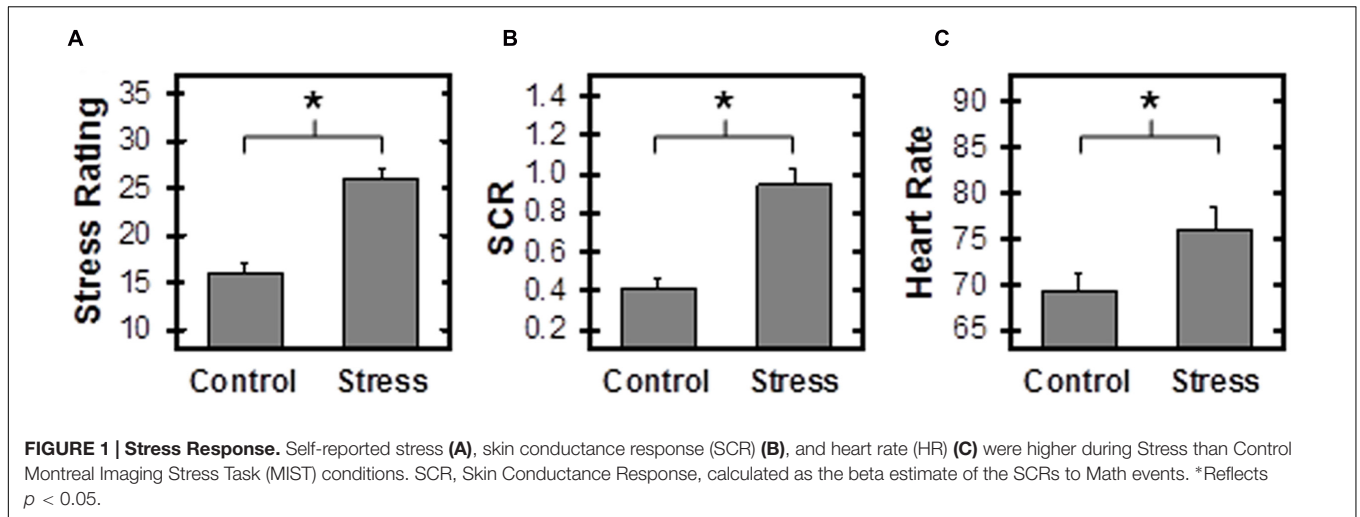 A
B
C
Stress Rating
35
30
25
20
15
10
*
Control Stress
SCR
1.4
1.2
1.0
0.8
0.6
0.4
0.2
*
Control Stress
Heart Rate
90
85
80
75
70
65
*
Control Stress
FIGURE 1 | Stress Response. Self-reported stress (A), skin conductance response (SCR) (B), and heart rate (HR) (C) were higher during Stress than Control
Montreal Imaging Stress Task (MIST) conditions. SCR, Skin Conductance Response, calculated as the beta estimate of the SCRs to Math events. *Reflects
p < 0.05.